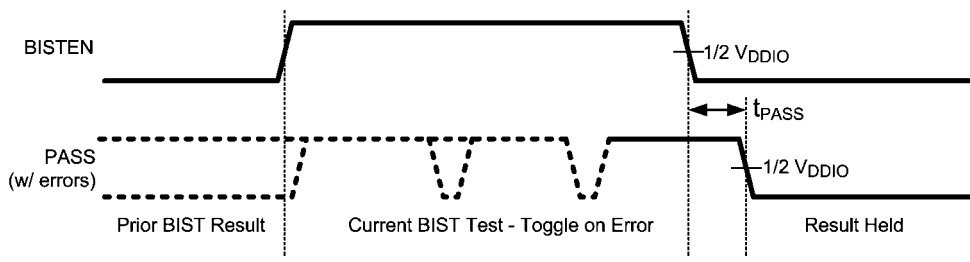 BISTEN
1/2 VDDIO
tPASS
PASS
(w/ errors)
1/2 VDDIO
Prior BIST Result
Current BIST Test - Toggle on Error
Result Held